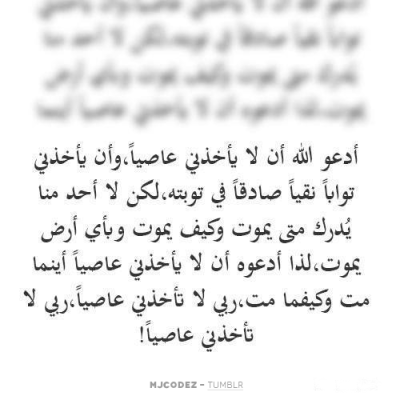 أدعو الله أن لا يأخذني عاصياً،وأن يأخذني
تواباً نقياً صادقاً في توبته،لكن لا أحد منا
يُدرك متى يموت وكيف يموت وبأي أرض
يموت،لذا أدعوه أن لا يأخذني عاصياً أينما
مت وكيفما مت،ربي لا تأخذني عاصياً،ربي لا
تأخذني عاصياً!
MJCODEZ – TUMBLR